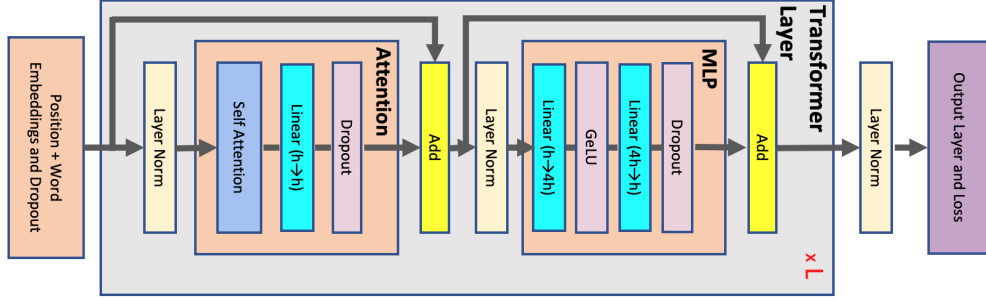 Position + Word
Embeddings and Dropout
Layer Norm
Self Attention
Linear (h→h)
Dropout
Attention
Add
Layer Norm
Linear (h→4h)
GeLU
Linear (4h→h)
Dropout
MLP
Add
Transformer
Layer
x L
Layer Norm
Output Layer and Loss